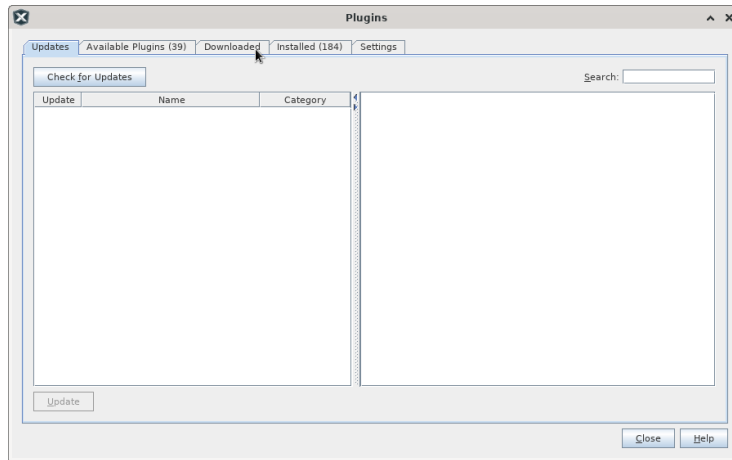 Plugins
Updates Available Plugins (39) Downloaded Installed (184) Settings
Check for Updates Search:
Update Name Category
Update
Close Help